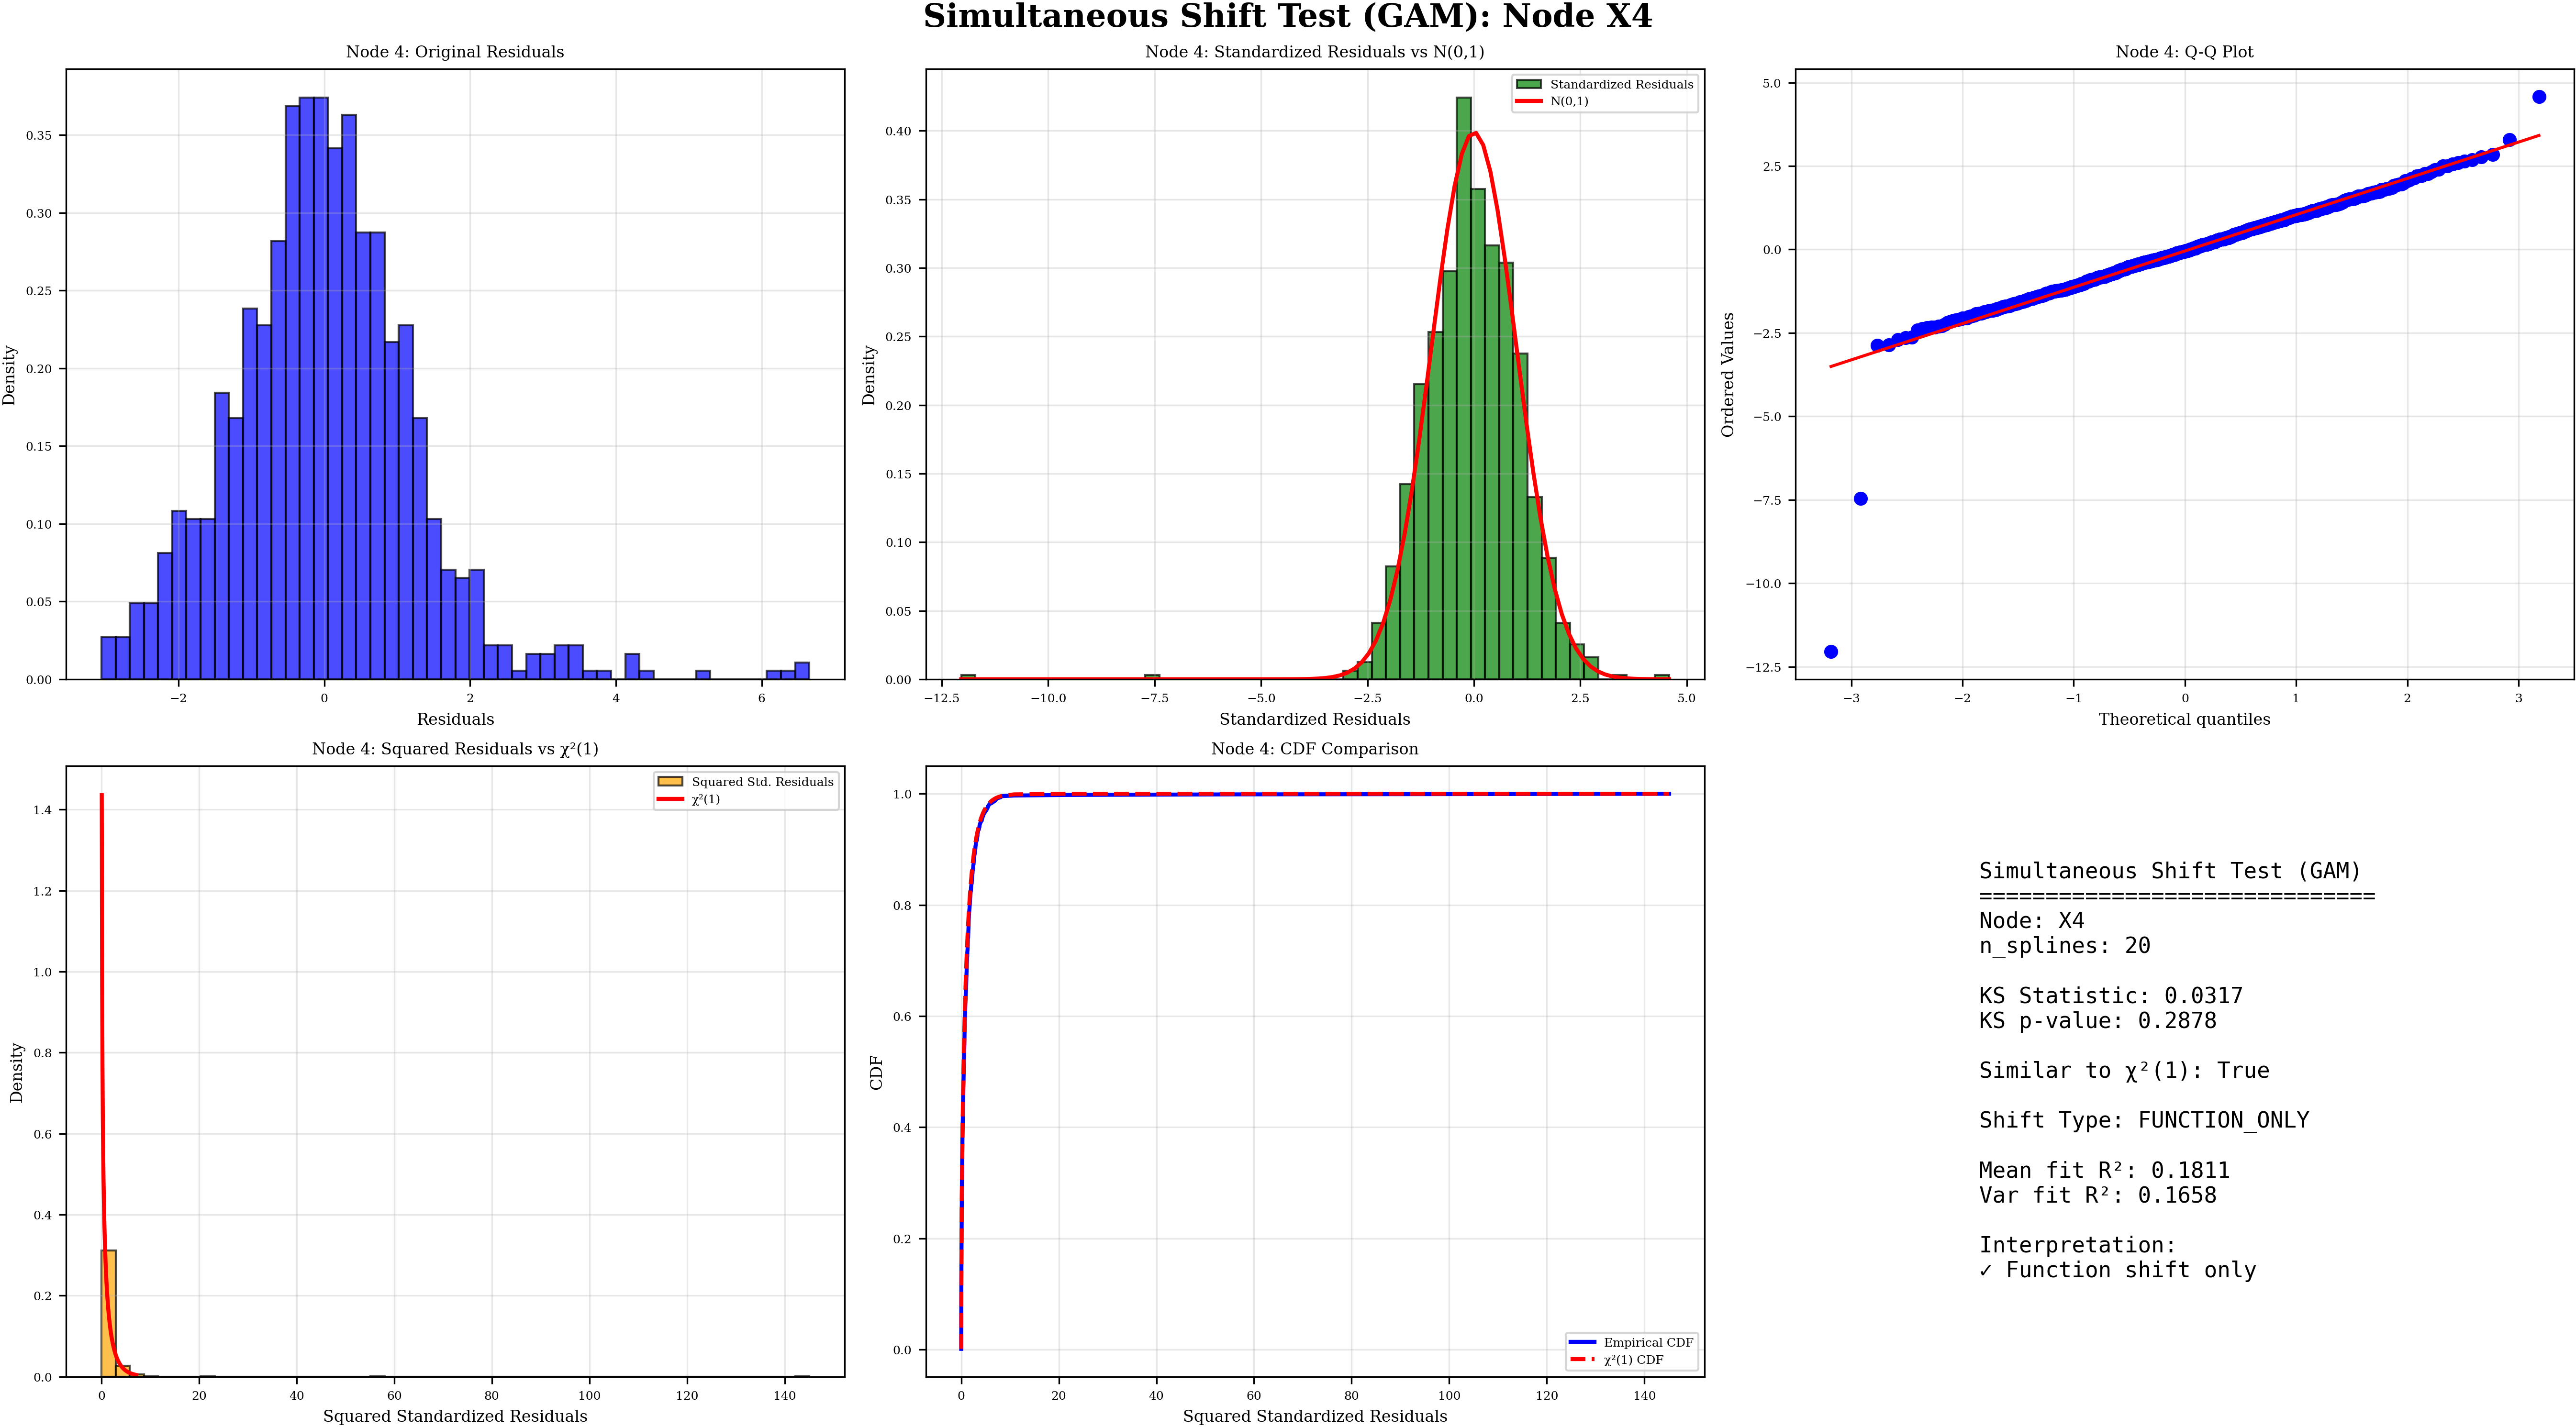 Simultaneous Shift Test (GAM): Node X4
Node 4: Original Residuals
Density
0.35
0.30
0.25
0.20
0.15
0.10
0.05
0.00
−2
0
2
4
6
Residuals
Node 4: Standardized Residuals vs N(0,1)
Standardized Residuals
N(0,1)
Density
0.40
0.35
0.30
0.25
0.20
0.15
0.10
0.05
0.00
−12.5
−10.0
−7.5
−5.0
−2.5
0.0
2.5
5.0
Standardized Residuals
Node 4: Q-Q Plot
Ordered Values
5.0
2.5
0.0
−2.5
−5.0
−7.5
−10.0
−12.5
−3
−2
−1
0
1
2
3
Theoretical quantiles
Node 4: Squared Residuals vs χ²(1)
Squared Std. Residuals
χ²(1)
Density
1.4
1.2
1.0
0.8
0.6
0.4
0.2
0.0
0
20
40
60
80
100
120
140
Squared Standardized Residuals
Node 4: CDF Comparison
CDF
1.0
0.8
0.6
0.4
0.2
0.0
Empirical CDF
χ²(1) CDF
0
20
40
60
80
100
120
140
Squared Standardized Residuals
Simultaneous Shift Test (GAM)
==============================
Node: X4
n_splines: 20
KS Statistic: 0.0317
KS p-value: 0.2878
Similar to χ²(1): True
Shift Type: FUNCTION_ONLY
Mean fit R²: 0.1811
Var fit R²: 0.1658
Interpretation:
✓ Function shift only